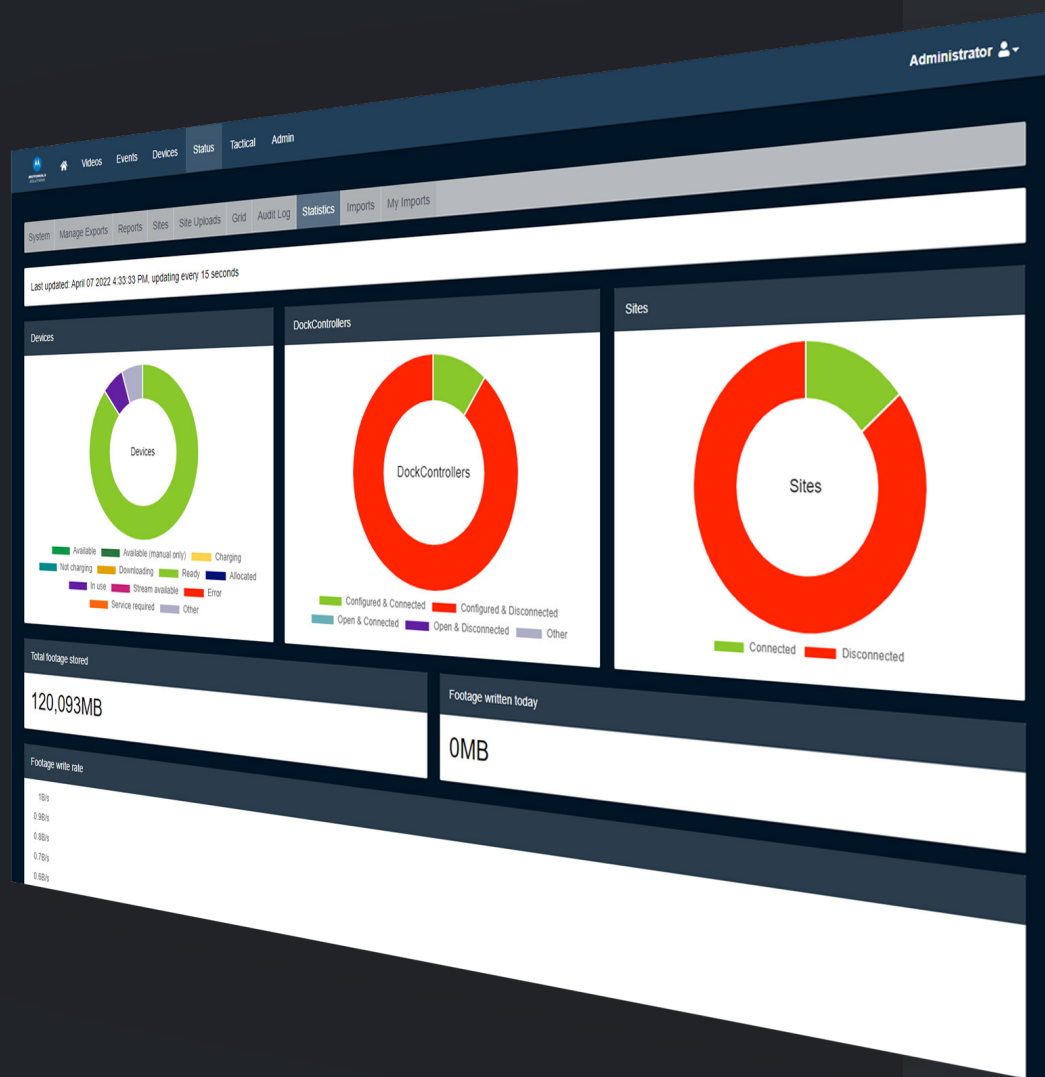 Administrator
MOTOROLA
SOLUTIONS
Videos Events Devices Status Tactical Admin
System Manage Exports Reports Sites Site Uploads Grid Audit Log Statistics Imports My Imports
Last updated: April 07 2022 4:33:33 PM, updating every 15 seconds
Devices
Devices
Available Available (manual only) Charging
Not charging Downloading Ready Allocated
In use Stream available Error
Service required Other
DockControllers
DockControllers
Configured & Connected Configured & Disconnected
Open & Connected Open & Disconnected Other
Sites
Sites
Connected Disconnected
Total footage stored
120,093MB
Footage written today
0MB
Footage write rate
1B/s
0.9B/s
0.8B/s
0.7B/s
0.6B/s